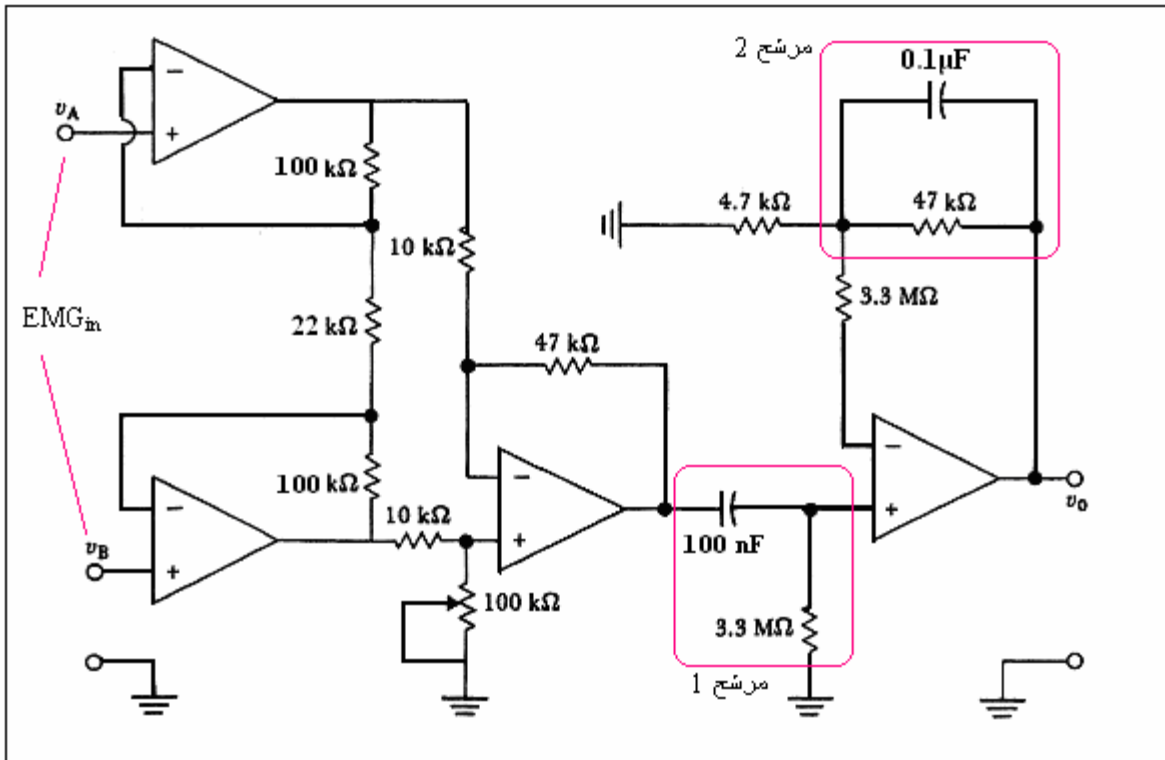 مرشح 2
0.1µF
v_A
100 kΩ
4.7 kΩ
47 kΩ
10 kΩ
3.3 MΩ
EMG_in
22 kΩ
47 kΩ
100 kΩ
10 kΩ
v_B
100 nF
v_o
100 kΩ
3.3 MΩ
مرشح 1